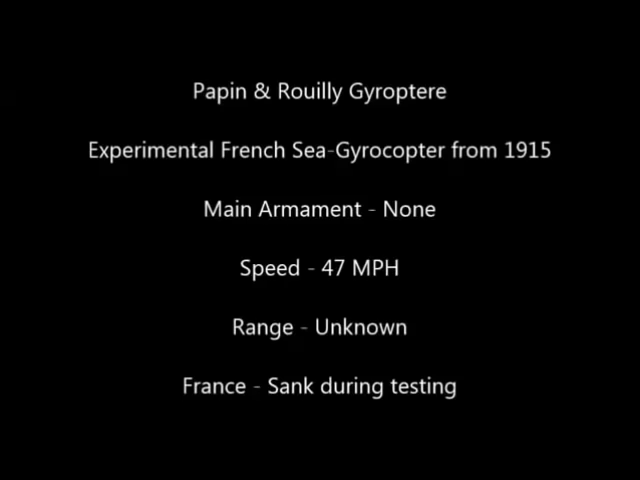 Papin & Rouilly Gyroptere
Experimental French Sea-Gyrocopter from 1915
Main Armament - None
Speed - 47 MPH
Range - Unknown
France - Sank during testing